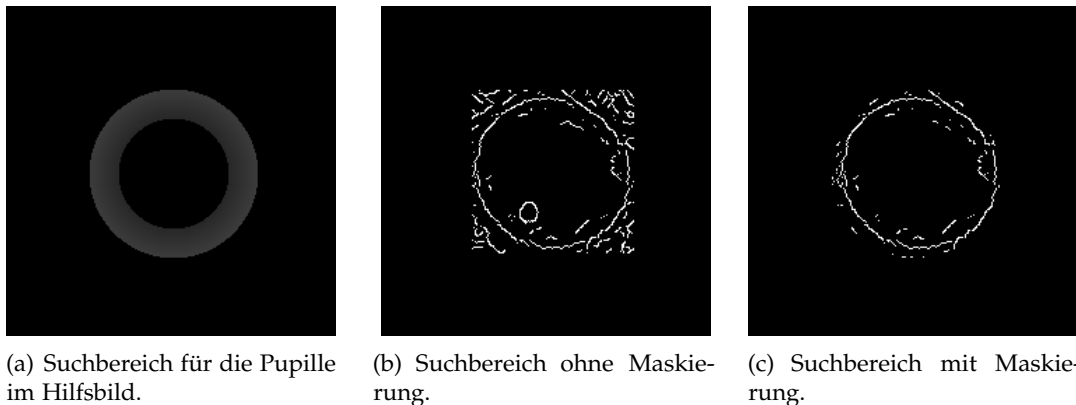 (a) Suchbereich für die Pupille
im Hilfsbild.
(b) Suchbereich ohne Maskie-
rung.
(c) Suchbereich mit Maskie-
rung.